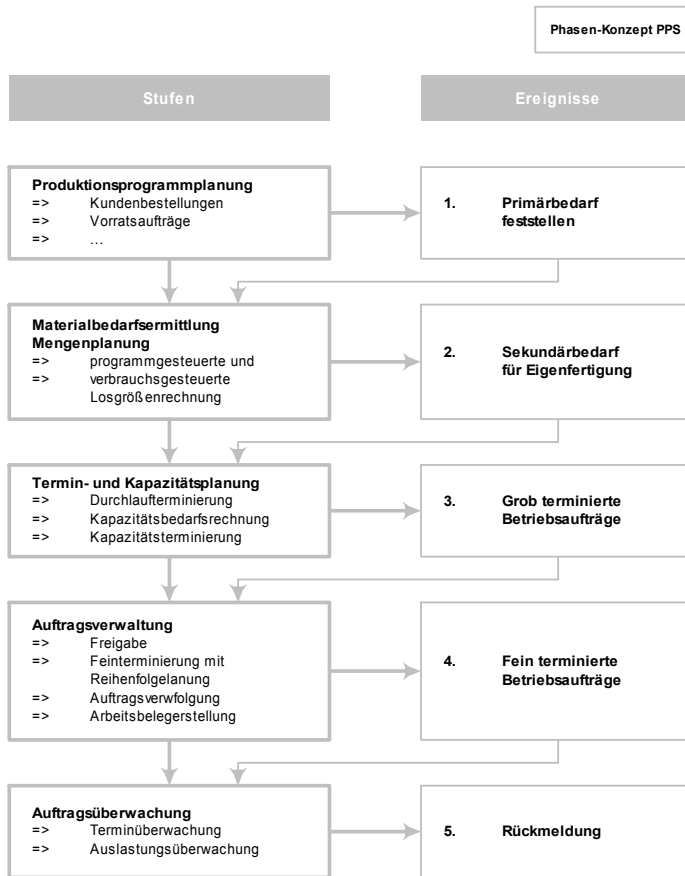 Phasen-Konzept PPS
Stufen
Ereignisse
Produktionsprogrammplanung
=> Kundenbestellungen
=> Vorratsaufträge
=> ...
1. Primärbedarf
feststellen
Materialbedarfsermittlung
Mengenplanung
=> programmgesteuerte und
=> verbrauchsgesteuerte
Losgrößenrechnung
2. Sekundärbedarf
für Eigenfertigung
Termin- und Kapazitätsplanung
=> Durchlaufterminierung
=> Kapazitätsbedarfsrechnung
=> Kapazitätsterminierung
3. Grob terminierte
Betriebsaufträge
Auftragsverwaltung
=> Freigabe
=> Feinterminierung mit
Reihenfolgelanung
=> Auftragsverwfolgung
=> Arbeitsbelegerstellung
4. Fein terminierte
Betriebsaufträge
Auftragsüberwachung
=> Terminüberwachung
=> Auslastungsüberwachung
5. Rückmeldung